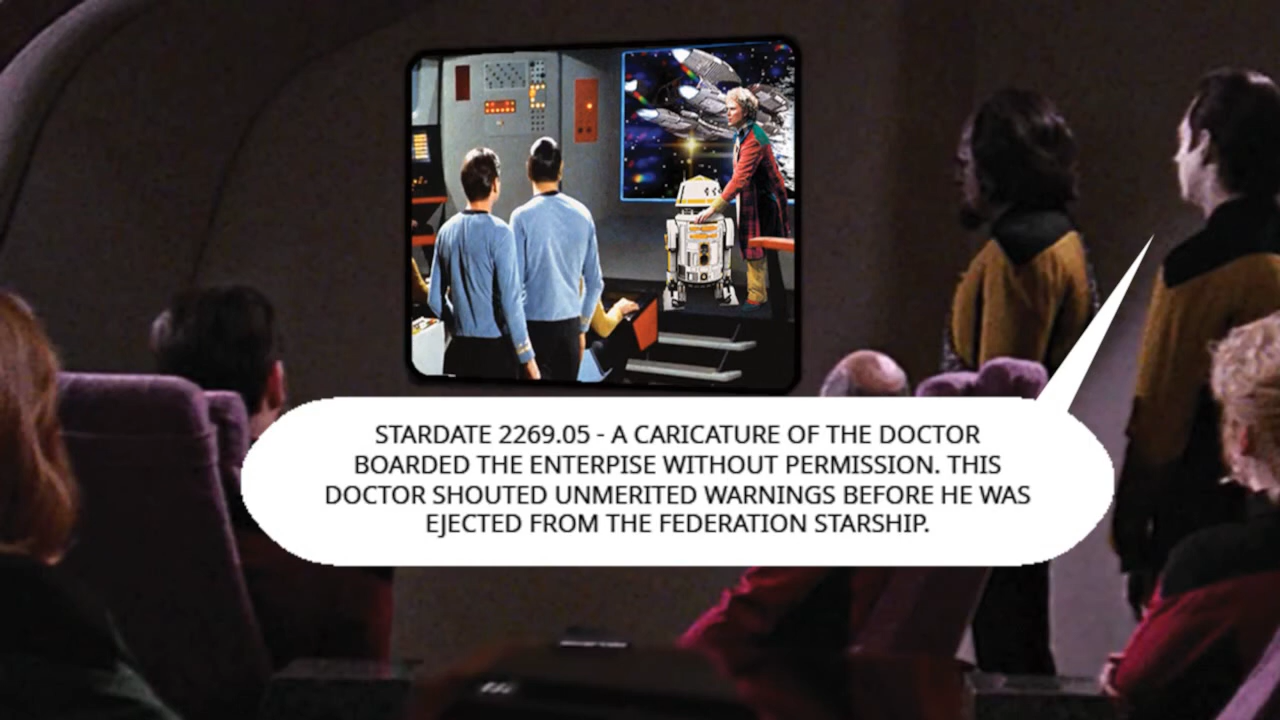 STARDATE 2269.05 - A CARICATURE OF THE DOCTOR
BOARDED THE ENTERPISE WITHOUT PERMISSION. THIS
DOCTOR SHOUTED UNMERITED WARNINGS BEFORE HE WAS
EJECTED FROM THE FEDERATION STARSHIP.